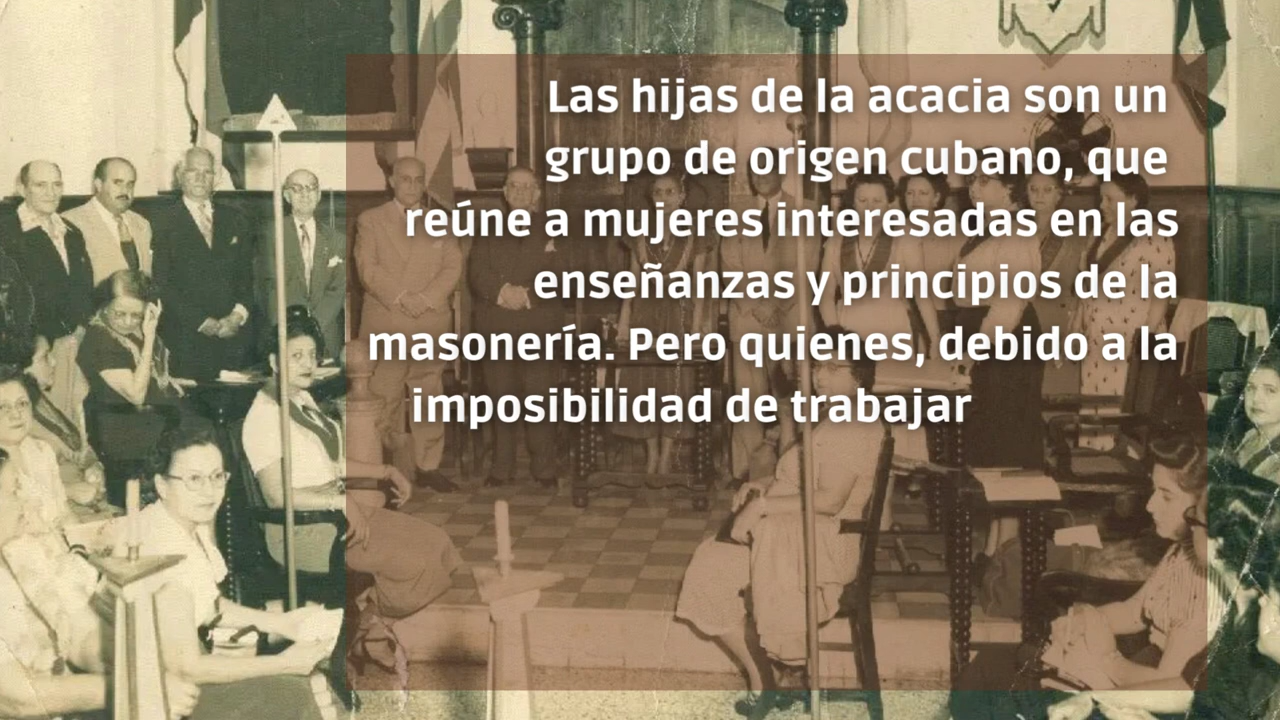 Las hijas de la acacia son un
grupo de origen cubano, que
reúne a mujeres interesadas en las
enseñanzas y principios de la
masonería. Pero quienes, debido a la
imposibilidad de trabajar